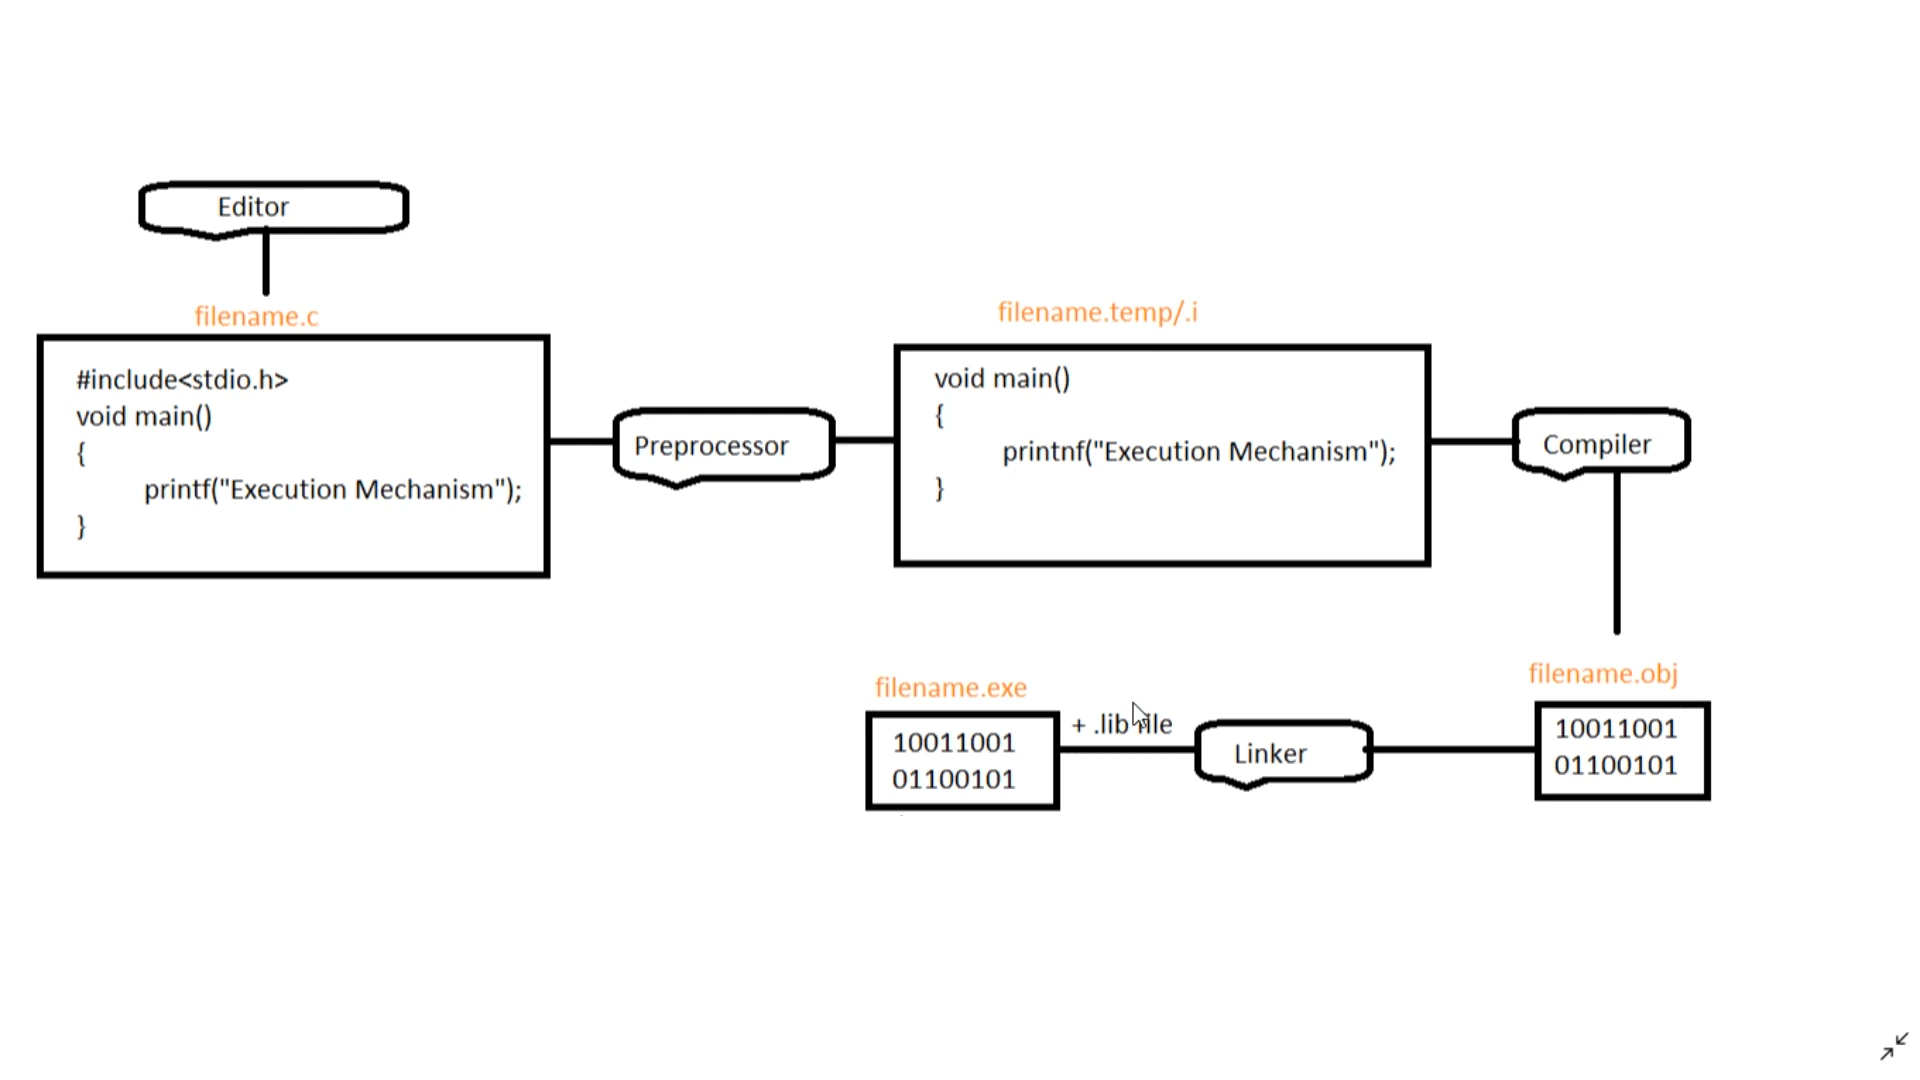 Editor
filename.c
#include<stdio.h>
void main()
{
printf("Execution Mechanism");
}
Preprocessor
filename.temp/.i
void main()
{
printnf("Execution Mechanism");
}
Compiler
filename.obj
10011001
01100101
Linker
+ .lib file
filename.exe
10011001
01100101